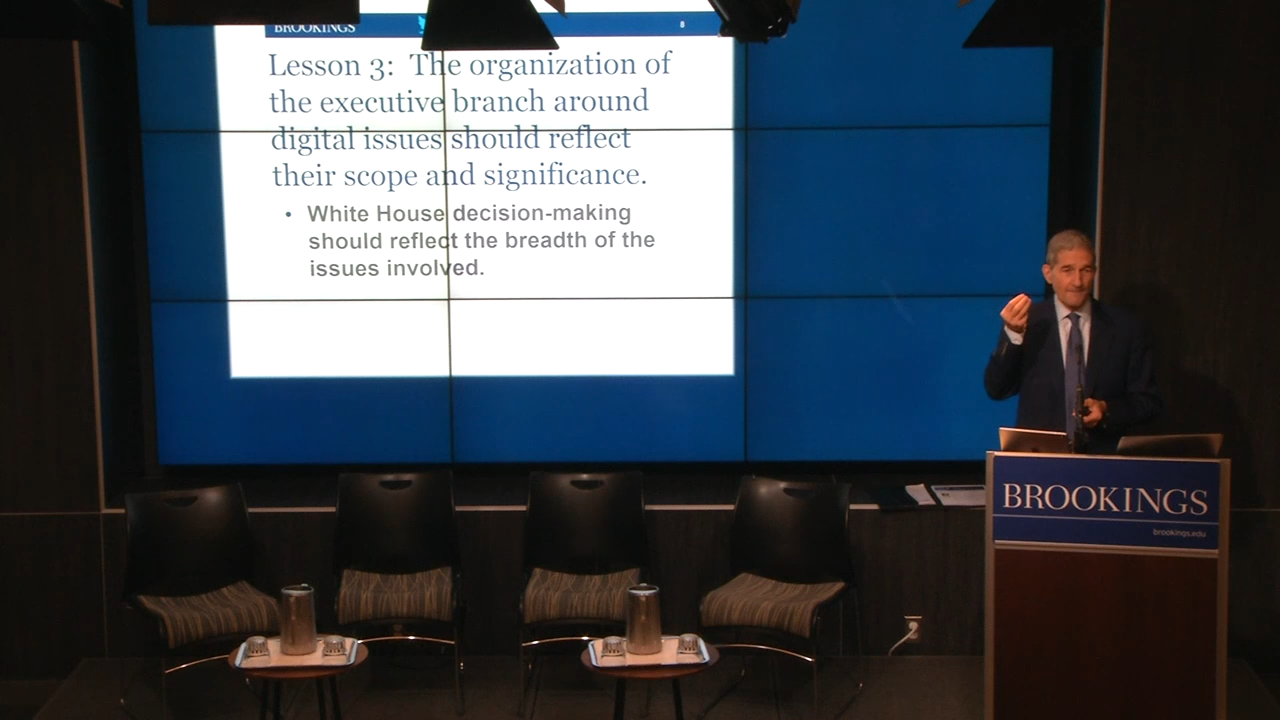 BROOKINGS
8
Lesson 3: The organization of
the executive branch around
digital issues should reflect
their scope and significance.
• White House decision-making
should reflect the breadth of the
issues involved.
BROOKINGS
brookings.edu